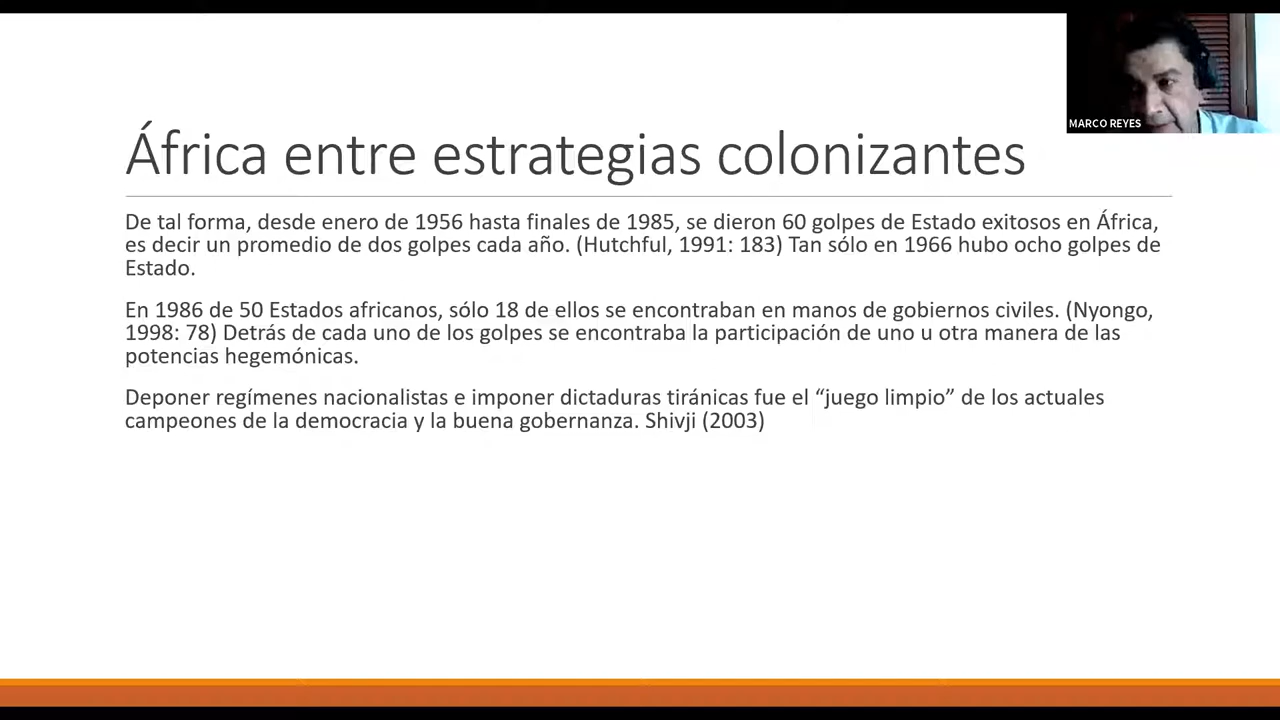 MARCO REYES
África entre estrategias colonizantes
De tal forma, desde enero de 1956 hasta finales de 1985, se dieron 60 golpes de Estado exitosos en África,
es decir un promedio de dos golpes cada año. (Hutchful, 1991: 183) Tan sólo en 1966 hubo ocho golpes de
Estado.
En 1986 de 50 Estados africanos, sólo 18 de ellos se encontraban en manos de gobiernos civiles. (Nyongo,
1998: 78) Detrás de cada uno de los golpes se encontraba la participación de uno u otra manera de las
potencias hegemónicas.
Deponer regímenes nacionalistas e imponer dictaduras tiránicas fue el “juego limpio” de los actuales
campeones de la democracia y la buena gobernanza. Shivji (2003)